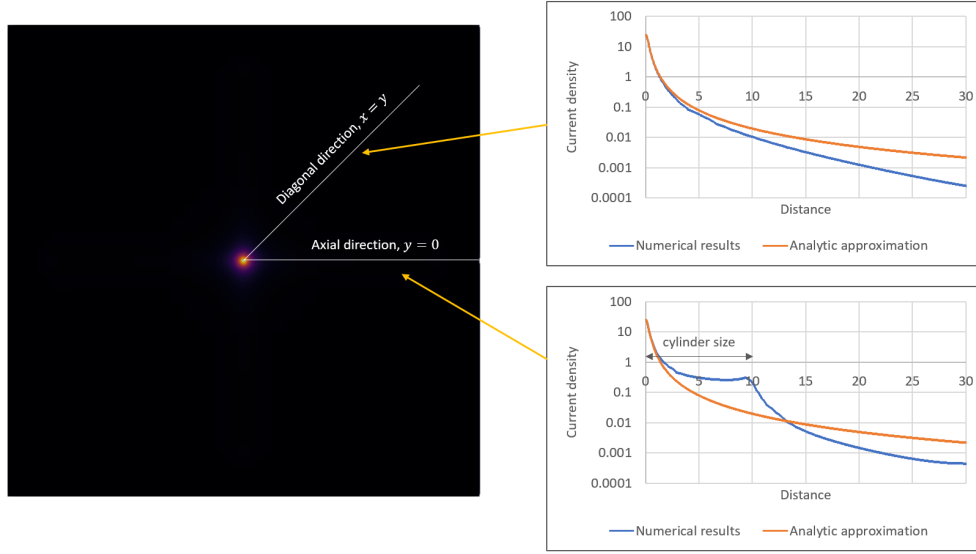 Diagonal direction, x = y
Axial direction, y = 0
100
10
1
0.1
0.01
0.001
0.0001
0 5 10 15 20 25 30
Current density
Distance
Numerical results Analytic approximation
100
10
1
0.1
0.01
0.001
0.0001
cylinder size
0 5 10 15 20 25 30
Current density
Distance
Numerical results Analytic approximation